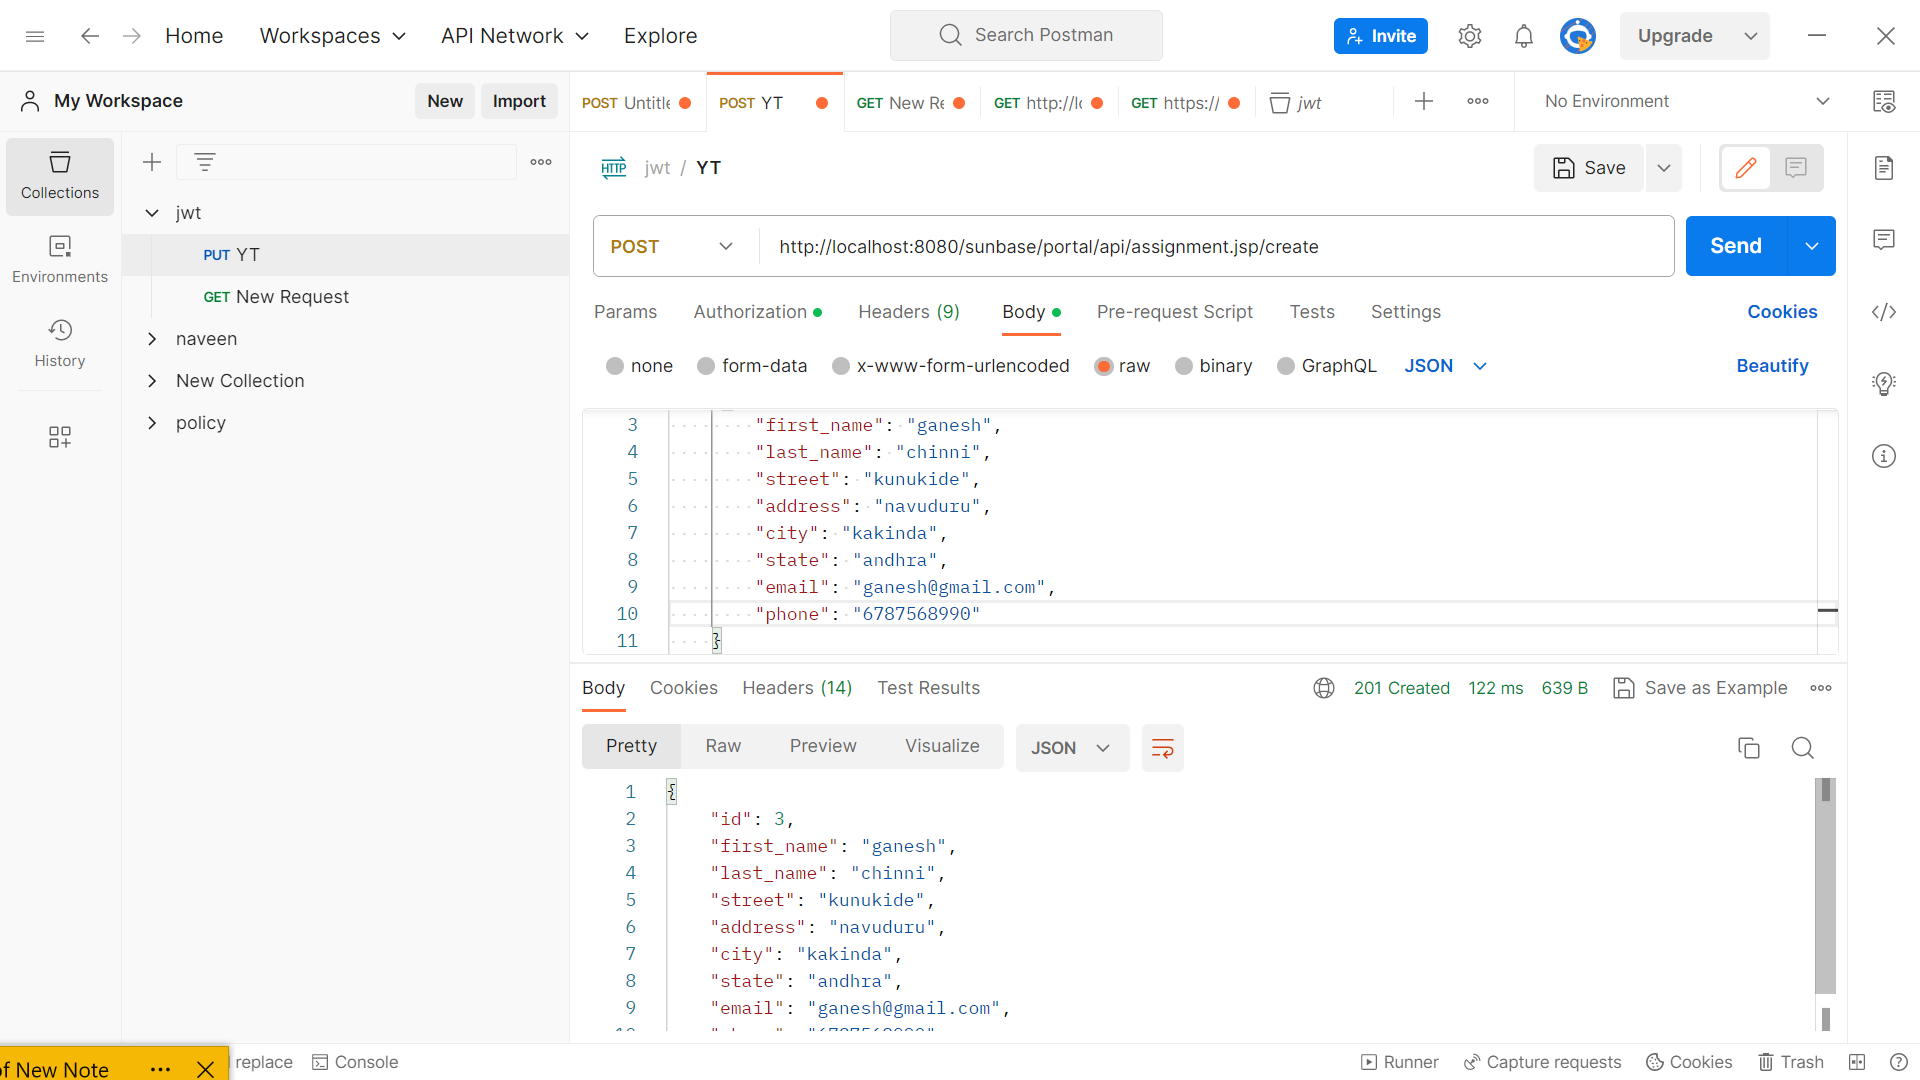 Home Workspaces API Network Explore Search Postman Invite Upgrade
My Workspace New Import POST Untitle POST YT GET New Re GET http://lo GET https:// jwt No Environment
Collections
Environments
History
jwt
PUT YT
GET New Request
naveen
New Collection
policy
HTTP jwt / YT Save
POST http://localhost:8080/sunbase/portal/api/assignment.jsp/create Send
Params Authorization Headers (9) Body Pre-request Script Tests Settings Cookies
none form-data x-www-form-urlencoded raw binary GraphQL JSON Beautify
3 "first_name": "ganesh",
4 "last_name": "chinni",
5 "street": "kunukide",
6 "address": "navuduru",
7 "city": "kakinda",
8 "state": "andhra",
9 "email": "ganesh@gmail.com",
10 "phone": "6787568990"
11 }
Body Cookies Headers (14) Test Results 201 Created 122 ms 639 B Save as Example
Pretty Raw Preview Visualize JSON
1 {
2 "id": 3,
3 "first_name": "ganesh",
4 "last_name": "chinni",
5 "street": "kunukide",
6 "address": "navuduru",
7 "city": "kakinda",
8 "state": "andhra",
9 "email": "ganesh@gmail.com",
of New Note replace Console Runner Capture requests Cookies Trash